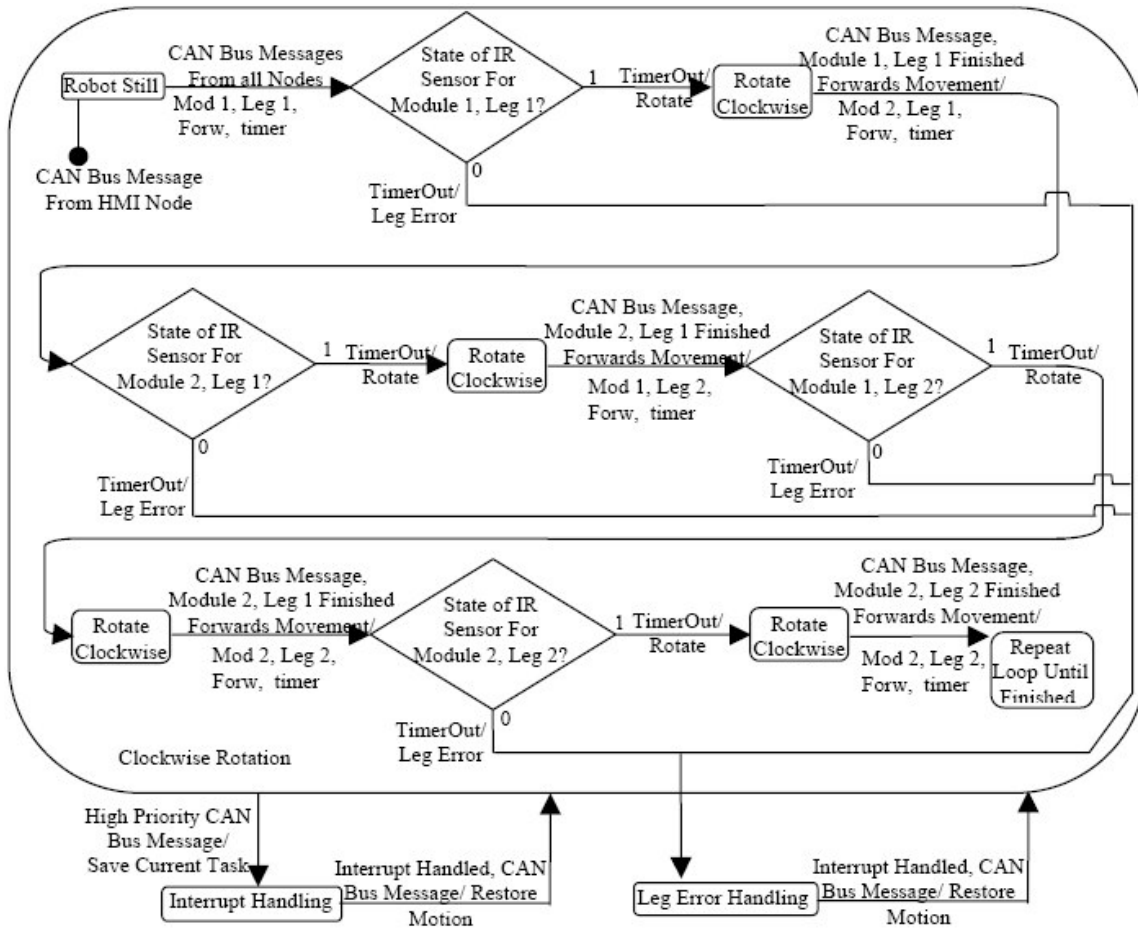 CAN Bus Messages
From all Nodes
Mod 1, Leg 1,
Forw, timer
Robot Still
CAN Bus Message
From HMI Node
State of IR
Sensor For
Module 1, Leg 1?
1
TimerOut/
Rotate
0
TimerOut/
Leg Error
Rotate
Clockwise
CAN Bus Message,
Module 1, Leg 1 Finished
Forwards Movement/
Mod 2, Leg 1,
Forw, timer
State of IR
Sensor For
Module 2, Leg 1?
1
TimerOut/
Rotate
0
TimerOut/
Leg Error
Rotate
Clockwise
CAN Bus Message,
Module 2, Leg 1 Finished
Forwards Movement/
Mod 1, Leg 2,
Forw, timer
State of IR
Sensor For
Module 1, Leg 2?
1
TimerOut/
Rotate
0
TimerOut/
Leg Error
Rotate
Clockwise
CAN Bus Message,
Module 2, Leg 1 Finished
Forwards Movement/
Mod 2, Leg 2,
Forw, timer
State of IR
Sensor For
Module 2, Leg 2?
1
TimerOut/
Rotate
0
TimerOut/
Leg Error
Rotate
Clockwise
CAN Bus Message,
Module 2, Leg 2 Finished
Forwards Movement/
Mod 2, Leg 2,
Forw, timer
Repeat
Loop Until
Finished
Clockwise Rotation
High Priority CAN
Bus Message/
Save Current Task
Interrupt Handling
Interrupt Handled, CAN
Bus Message/ Restore
Motion
Leg Error Handling
Interrupt Handled, CAN
Bus Message/ Restore
Motion